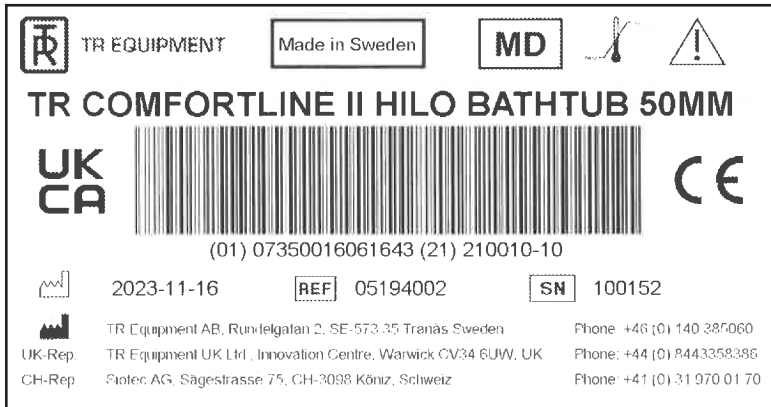 TR EQUIPMENT Made in Sweden MD
TR COMFORTLINE II HILO BATHTUB 50MM
UK CA CE
(01) 07350016061643 (21) 210010-10
2023-11-16 REF 05194002 SN 100152
TR Equipment AB, Rundelgatan 2, SE-573 35 Tranås Sweden Phone: +46 (0) 140 385060
UK-Rep: TR Equipment UK Ltd., Innovation Centre, Warwick CV34 6UW, UK Phone: +44 (0) 8443358386
CH-Rep: Siotec AG, Sägestrasse 75, CH-3098 Köniz, Schweiz Phone: +41 (0) 31 970 01 70